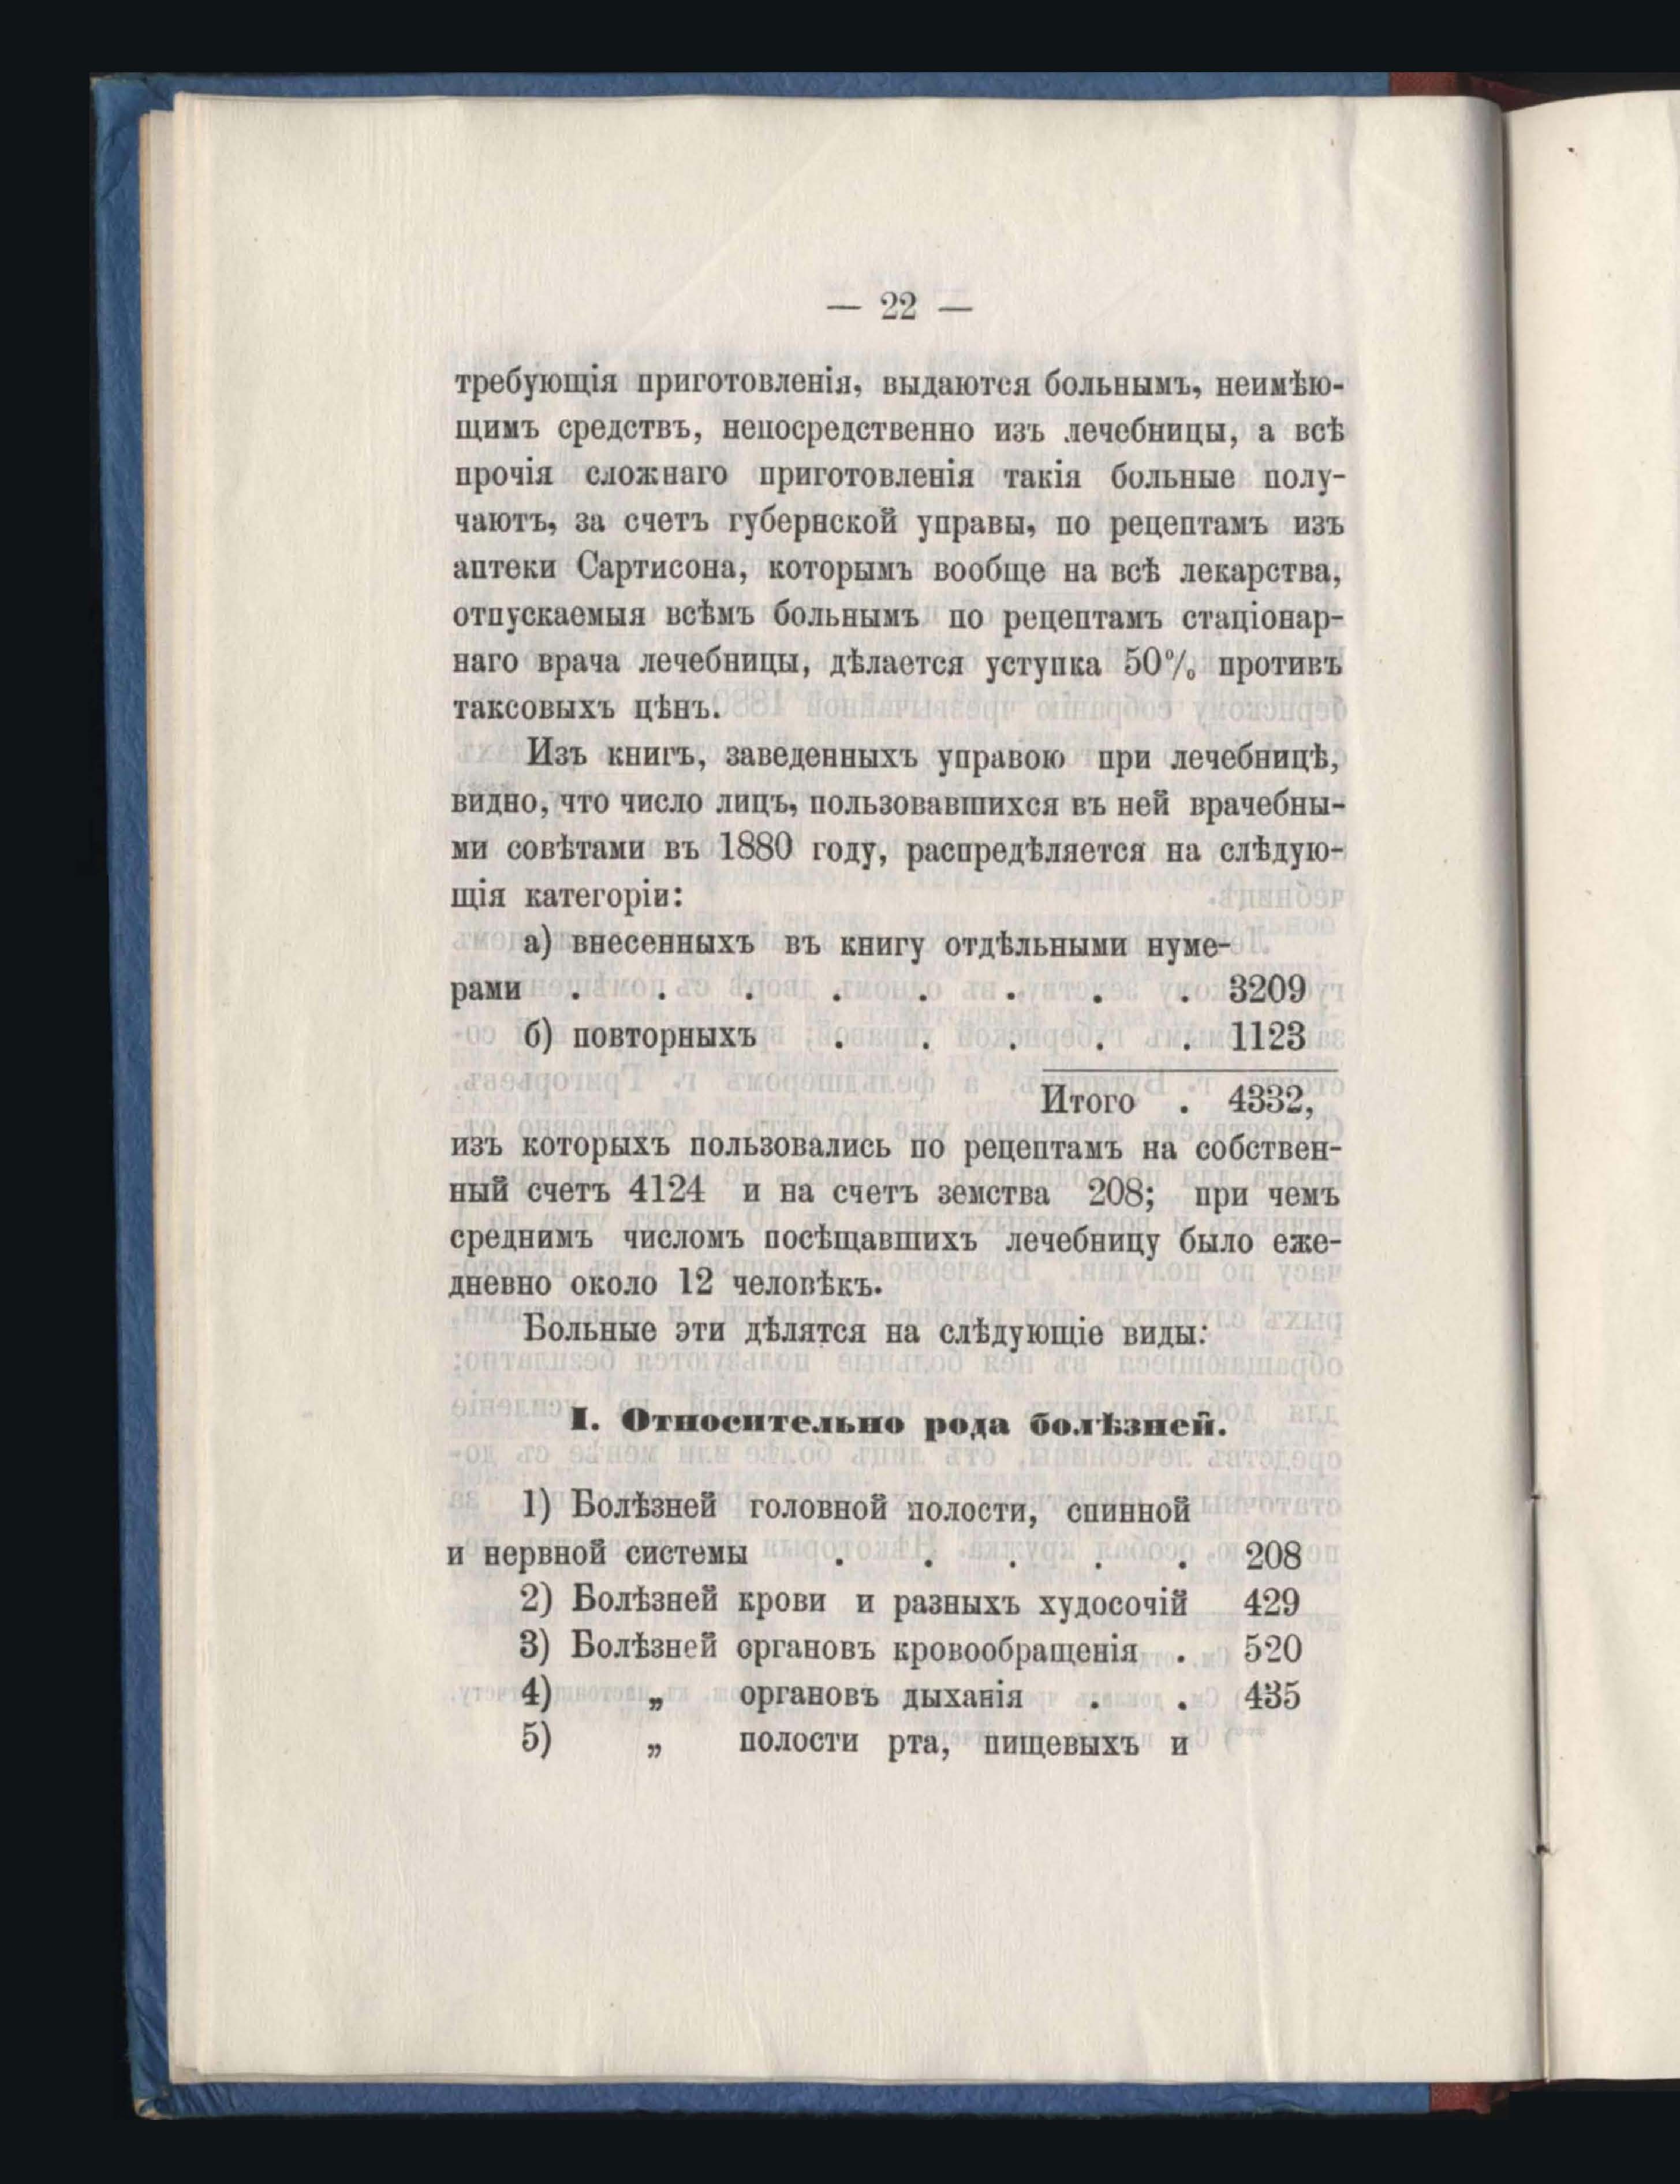 — 22 —
требующія приготовленія, выдаются больнымъ, неимѣю-
щимъ средствъ, непосредственно изъ лечебницы, а всѣ
прочія сложнаго приготовленія такія больные полу-
чаютъ, за счетъ губернской управы, по рецептамъ изъ
аптеки Сартисона, которымъ вообще на всѣ лекарства,
отпускаемыя всѣмъ больнымъ по рецептамъ стаціонар-
наго врача лечебницы, дѣлается уступка 50% противъ
таксовыхъ цѣнъ.
Изъ книгъ, заведенныхъ управою при лечебницѣ,
видно, что число лицъ, пользовавшихся въ ней врачебны-
ми совѣтами въ 1880 году, распредѣляется на слѣдую-
щія категоріи:
а) внесенныхъ въ книгу отдѣльными нуме-
рами . . . . . . . . 3209
б) повторныхъ . . . . . 1123
Итого . 4332,
изъ которыхъ пользовались по рецептамъ на собствен-
ный счетъ 4124 и на счетъ земства 208; при чемъ
среднимъ числомъ посѣщавшихъ лечебницу было еже-
дневно около 12 человѣкъ.
Больные эти дѣлятся на слѣдующіе виды:
I. Относительно рода болѣзней.
1) Болѣзней головной полости, спинной
и нервной системы . . . . . 208
2) Болѣзней крови и разныхъ худосочій 429
3) Болѣзней органовъ кровообращенія . 520
4) „ органовъ дыханія . . 435
5) „ полости рта, пищевыхъ и